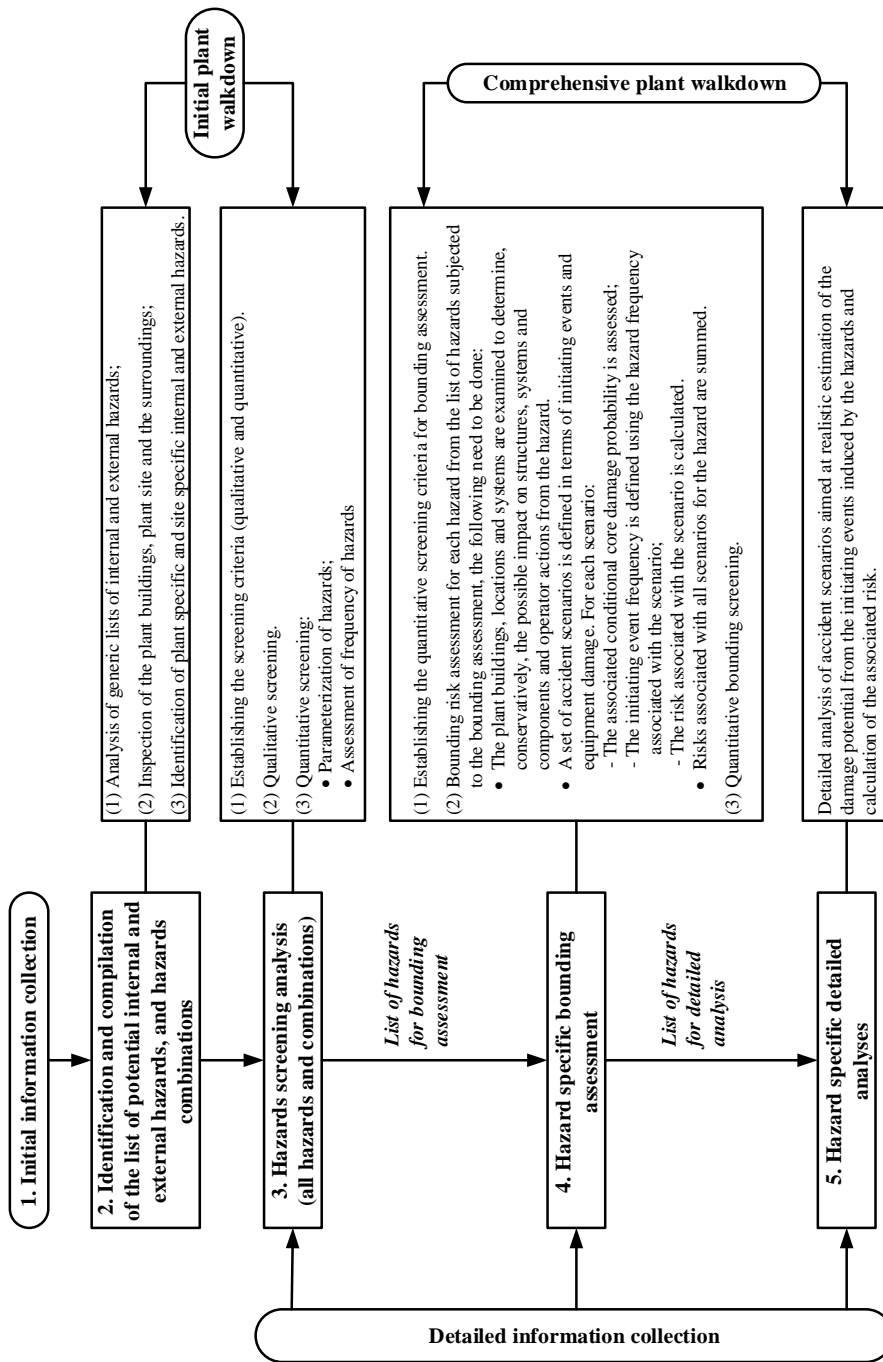 1. Initial information collection
2. Identification and compilation
of the list of potential internal and
external hazards, and hazards
combinations
(1) Analysis of generic lists of internal and external hazards;
(2) Inspection of the plant buildings, plant site and the surroundings;
(3) Identification of plant specific and site specific internal and external hazards.
Initial plant
walkdown
3. Hazards screening analysis
(all hazards and combinations)
(1) Establishing the screening criteria (qualitative and quantitative).
(2) Qualitative screening.
(3) Quantitative screening:
• Parameterization of hazards;
• Assessment of frequency of hazards
List of hazards
for bounding
assessment
4. Hazard specific bounding
assessment
(1) Establishing the quantitative screening criteria for bounding assessment.
(2) Bounding risk assessment for each hazard from the list of hazards subjected
to the bounding assessment, the following need to be done:
• The plant buildings, locations and systems are examined to determine,
conservatively, the possible impact on structures, systems and
components and operator actions from the hazard.
• A set of accident scenarios is defined in terms of initiating events and
equipment damage. For each scenario:
- The associated conditional core damage probability is assessed;
- The initiating event frequency is defined using the hazard frequency
associated with the scenario;
- The risk associated with the scenario is calculated.
• Risks associated with all scenarios for the hazard are summed.
(3) Quantitative bounding screening.
Comprehensive plant walkdown
List of hazards
for detailed
analysis
5. Hazard specific detailed
analyses
Detailed analysis of accident scenarios aimed at realistic estimation of the
damage potential from the initiating events induced by the hazards and
calculation of the associated risk.
Detailed information collection